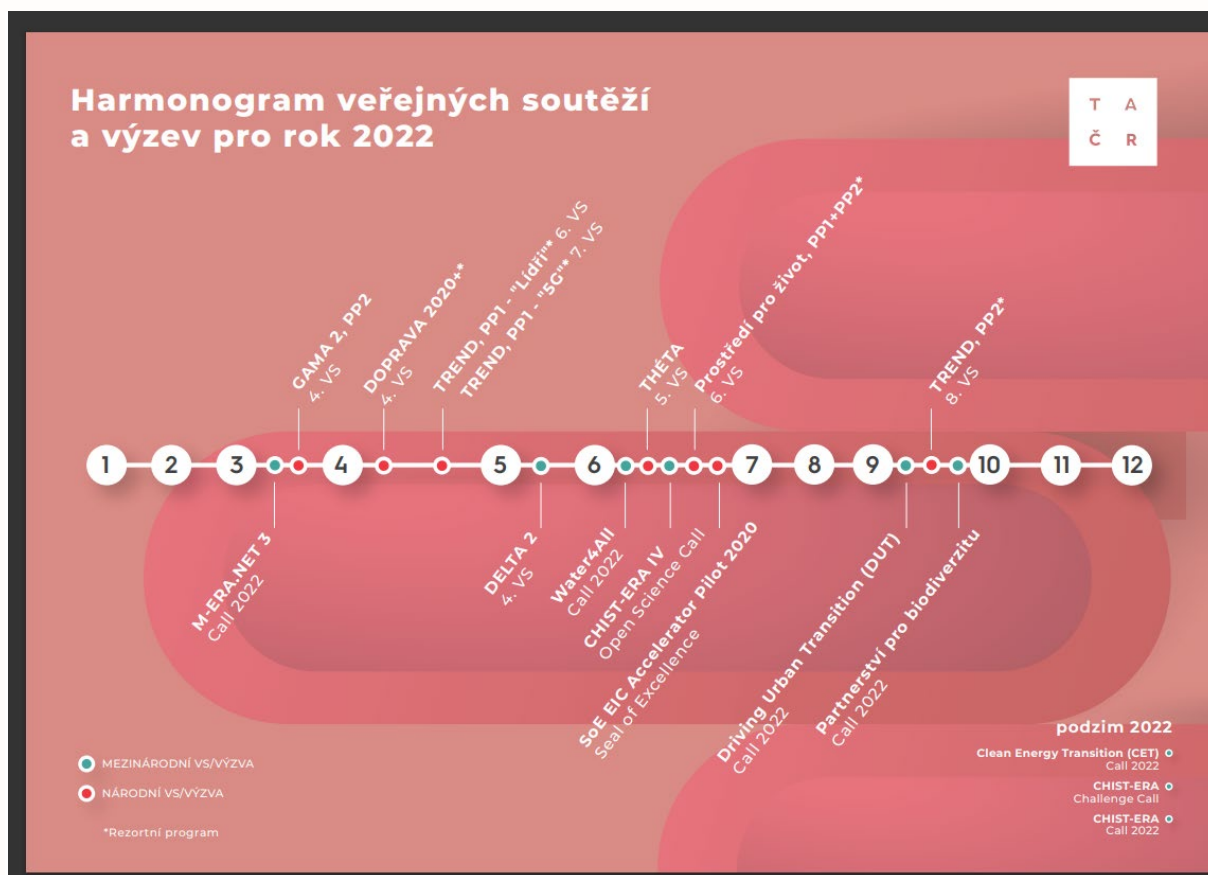 Harmonogram veřejných soutěží
a výzev pro rok 2022
T A
Č R
GAMA 2, PP2
4. VS
DOPRAVA 2020+*
4. VS
TREND, PP1 - "Lídři"* 6. VS
TREND, PP1 - "5G"* 7. VS
THÉTA
5. VS
Prostředí pro život, PP1+PP2*
6. VS
TREND, PP2*
8. VS
1 2 3 4 5 6 7 8 9 10 11 12
M-ERA.NET 3
Call 2022
DELTA 2
4. VS
Water4All
Call 2022
CHIST-ERA IV
Open Science Call
SoE EIC Accelerator Pilot 2020
Seal of Excellence
Driving Urban Transition (DUT)
Call 2022
Partnerství pro biodiverzitu
Call 2022
MEZINÁRODNÍ VS/VÝZVA
NÁRODNÍ VS/VÝZVA
*Rezortní program
podzim 2022
Clean Energy Transition (CET)
Call 2022
CHIST-ERA
Challenge Call
CHIST-ERA
Call 2022